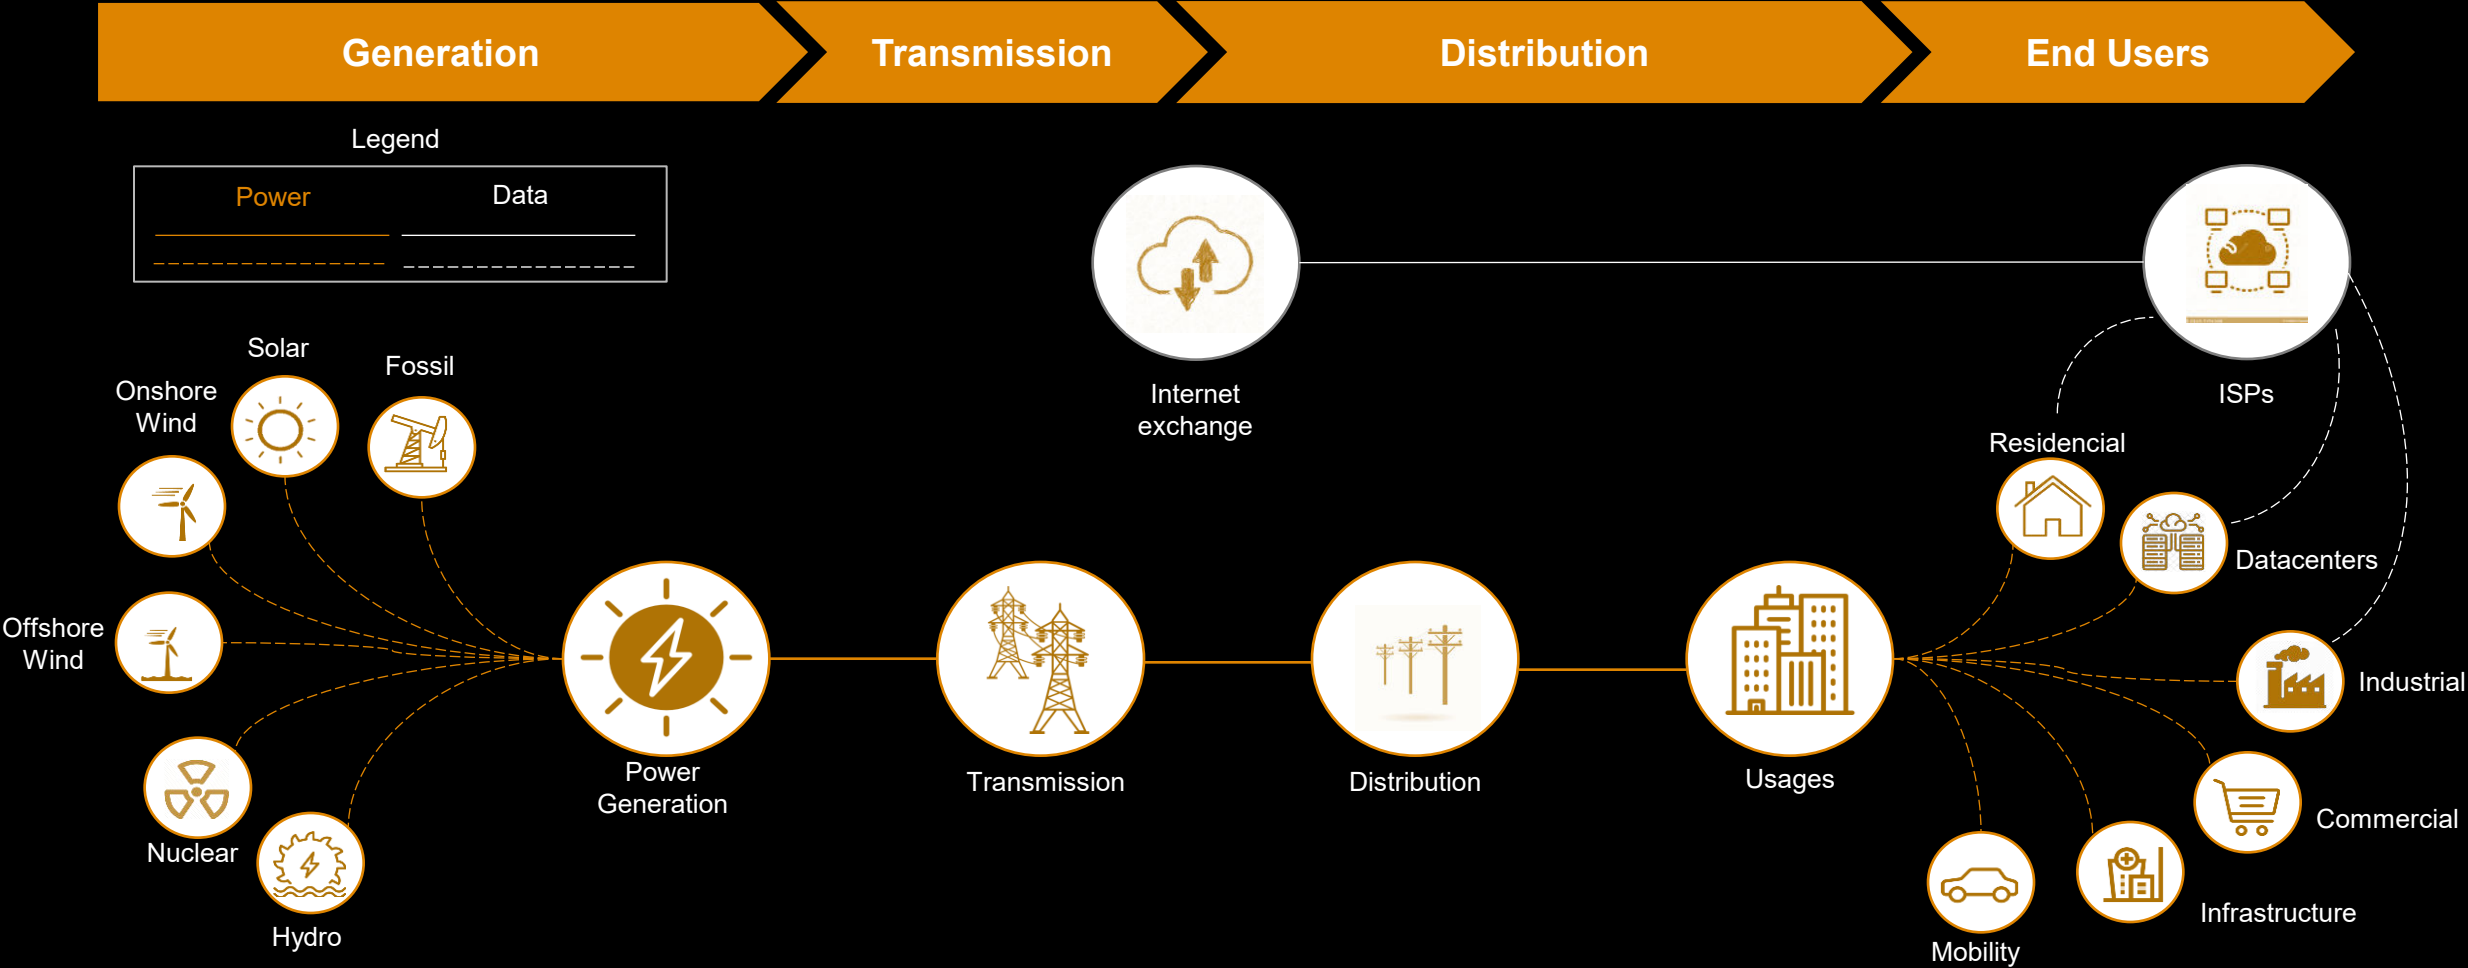 Generation
Transmission
Distribution
End Users
Legend
Power
Data
Solar
Fossil
Onshore
Wind
Offshore
Wind
Nuclear
Hydro
Power
Generation
Transmission
Distribution
Usages
Internet
exchange
ISPs
Residencial
Datacenters
Industrial
Commercial
Infrastructure
Mobility